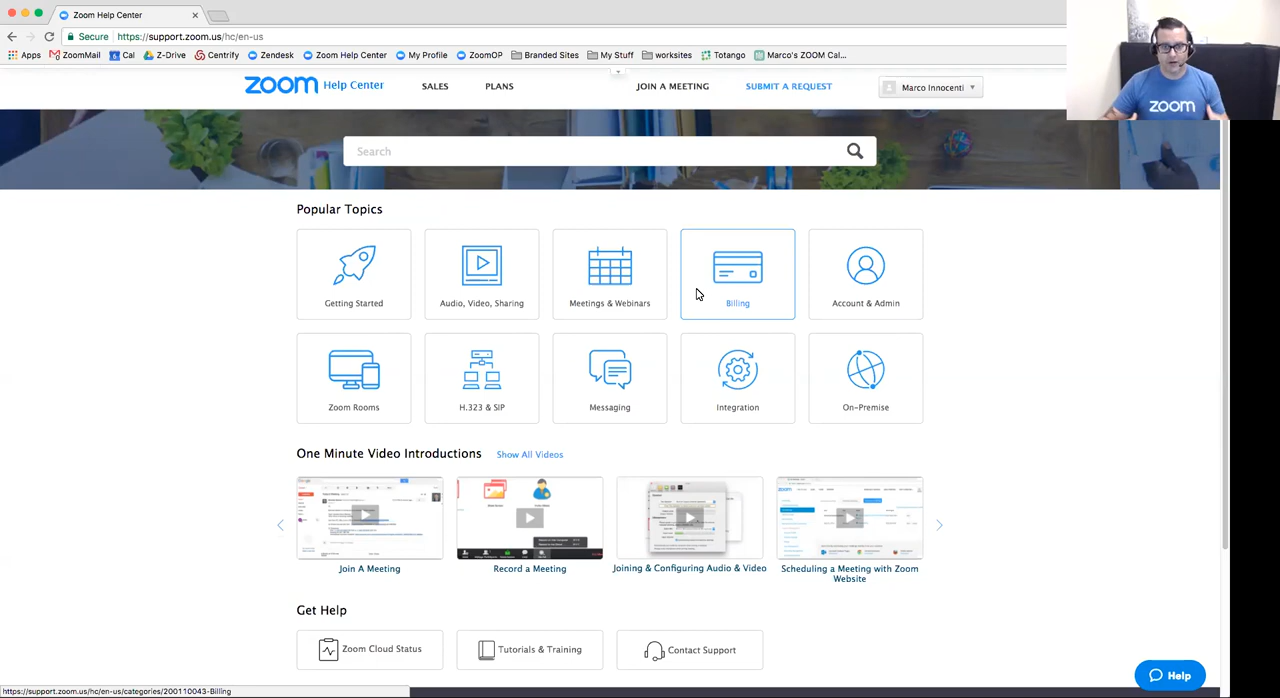 Zoom Help Center
Secure https://support.zoom.us/hc/en-us
Apps ZoomMail Cal Z-Drive Centrify Zendesk Zoom Help Center My Profile ZoomOP Branded Sites My Stuff worksites Totango Marco's ZOOM Cal...
zoom Help Center SALES PLANS JOIN A MEETING SUBMIT A REQUEST Marco Innocenti
zoom
Search
Popular Topics
Getting Started Audio, Video, Sharing Meetings & Webinars Billing Account & Admin
Zoom Rooms H.323 & SIP Messaging Integration On-Premise
One Minute Video Introductions Show All Videos
Join A Meeting Record a Meeting Joining & Configuring Audio & Video Scheduling a Meeting with Zoom
Website
Get Help
Zoom Cloud Status Tutorials & Training Contact Support
Help
https://support.zoom.us/hc/en-us/categories/200110043-Billing